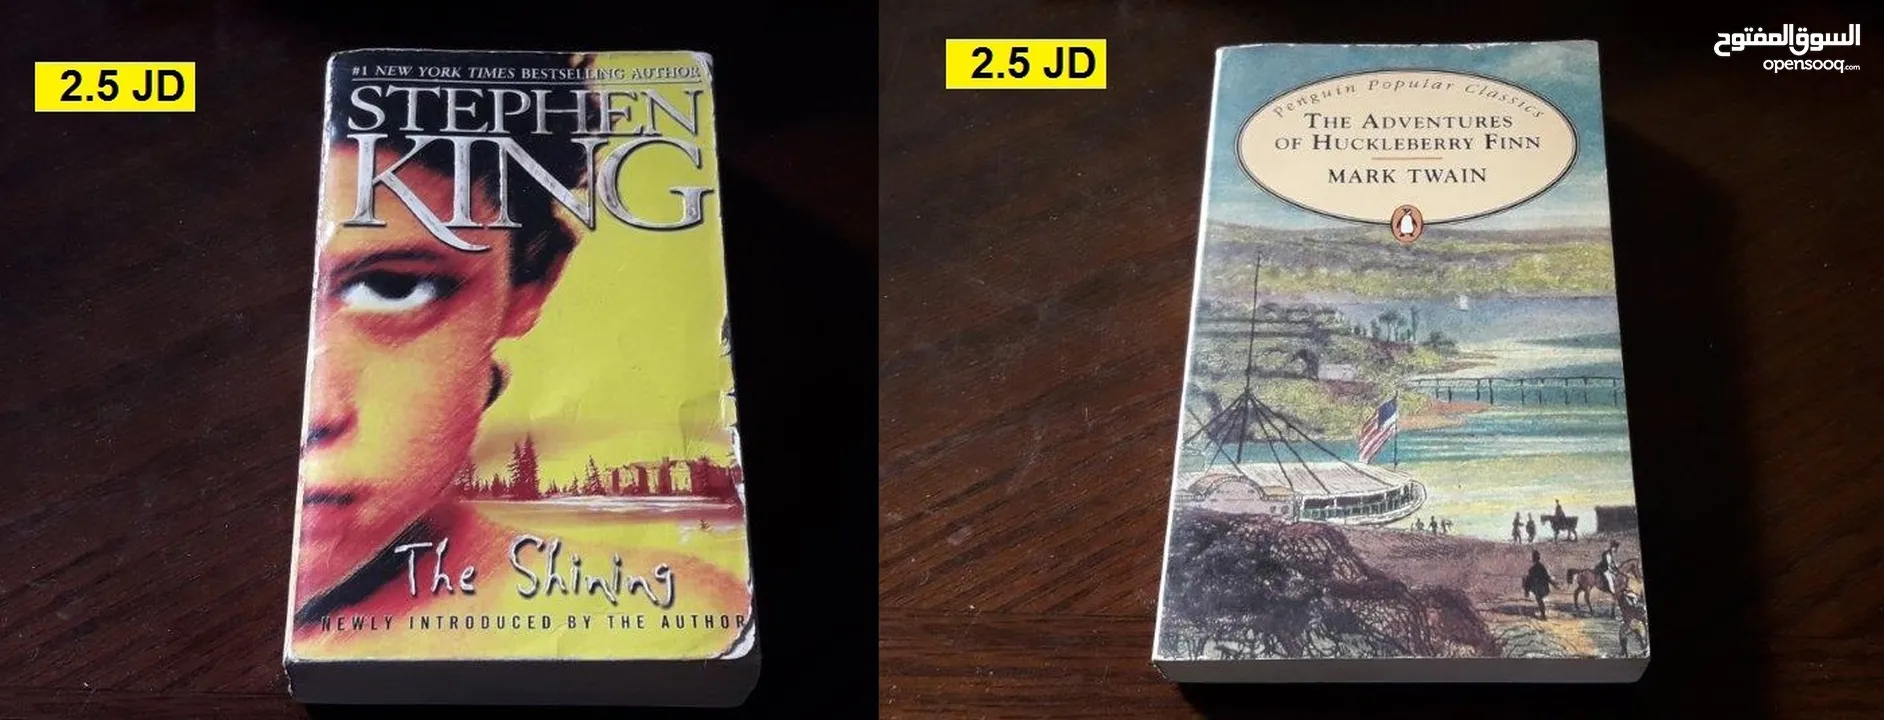 2.5 JD
#1 NEW YORK TIMES BESTSELLING AUTHOR
STEPHEN
KING
The Shining
NEWLY INTRODUCED BY THE AUTHOR
2.5 JD
Penguin Popular Classics
THE ADVENTURES
OF HUCKLEBERRY FINN
MARK TWAIN
السوق المفتوح
opensooq.com